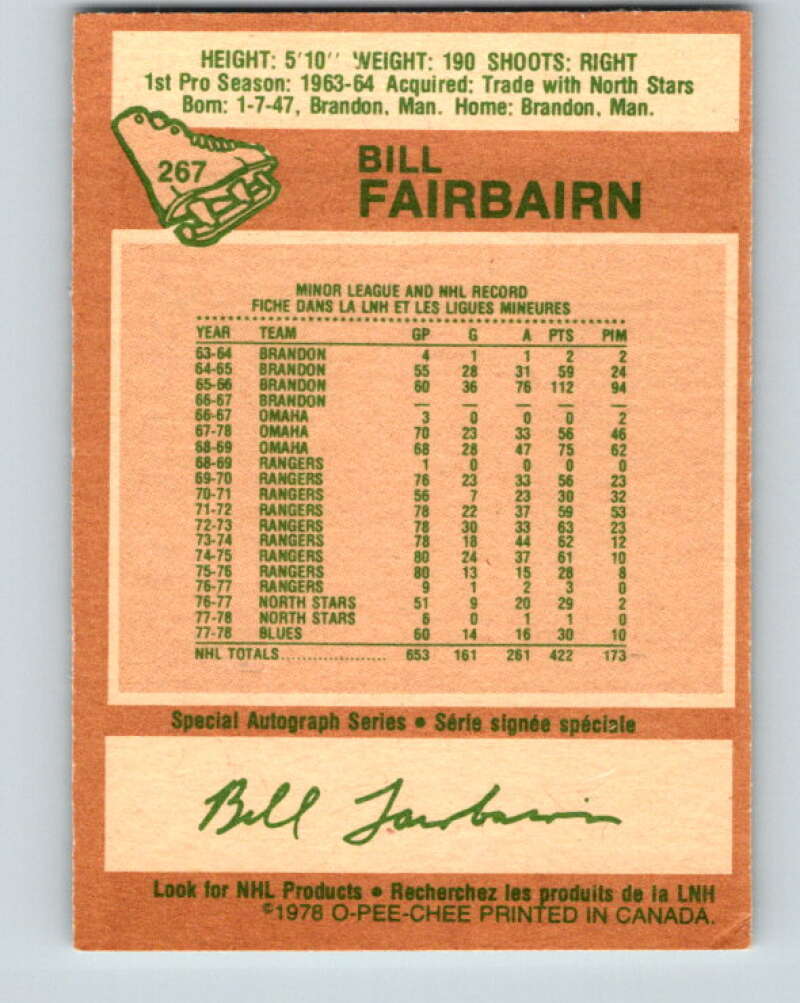 HEIGHT: 5'10'' WEIGHT: 190 SHOOTS: RIGHT
1st Pro Season: 1963-64 Acquired: Trade with North Stars
Born: 1-7-47, Brandon, Man. Home: Brandon, Man.
267
BILL
FAIRBAIRN
MINOR LEAGUE AND NHL RECORD
FICHE DANS LA LNH ET LES LIGUES MINEURES
YEAR TEAM GP G A PTS PIM
63-64 BRANDON 4 1 1 2 2
64-65 BRANDON 55 28 31 59 24
65-66 BRANDON 60 36 76 112 94
66-67 BRANDON — — — — —
66-67 OMAHA 3 0 0 0 2
67-78 OMAHA 70 23 33 56 46
68-69 OMAHA 68 28 47 75 62
68-69 RANGERS 1 0 0 0 0
69-70 RANGERS 76 23 33 56 23
70-71 RANGERS 56 7 23 30 32
71-72 RANGERS 78 22 37 59 53
72-73 RANGERS 78 30 33 63 23
73-74 RANGERS 78 18 44 62 12
74-75 RANGERS 80 24 37 61 10
75-76 RANGERS 80 13 15 28 8
76-77 RANGERS 9 1 2 3 0
76-77 NORTH STARS 51 9 20 29 2
77-78 NORTH STARS 6 0 1 1 0
77-78 BLUES 60 14 16 30 10
NHL TOTALS.................... 653 161 261 422 173
Special Autograph Series • Série signée spéciale
Bill Fairbairn
Look for NHL Products • Recherchez les produits de la LNH
©1978 O-PEE-CHEE PRINTED IN CANADA.